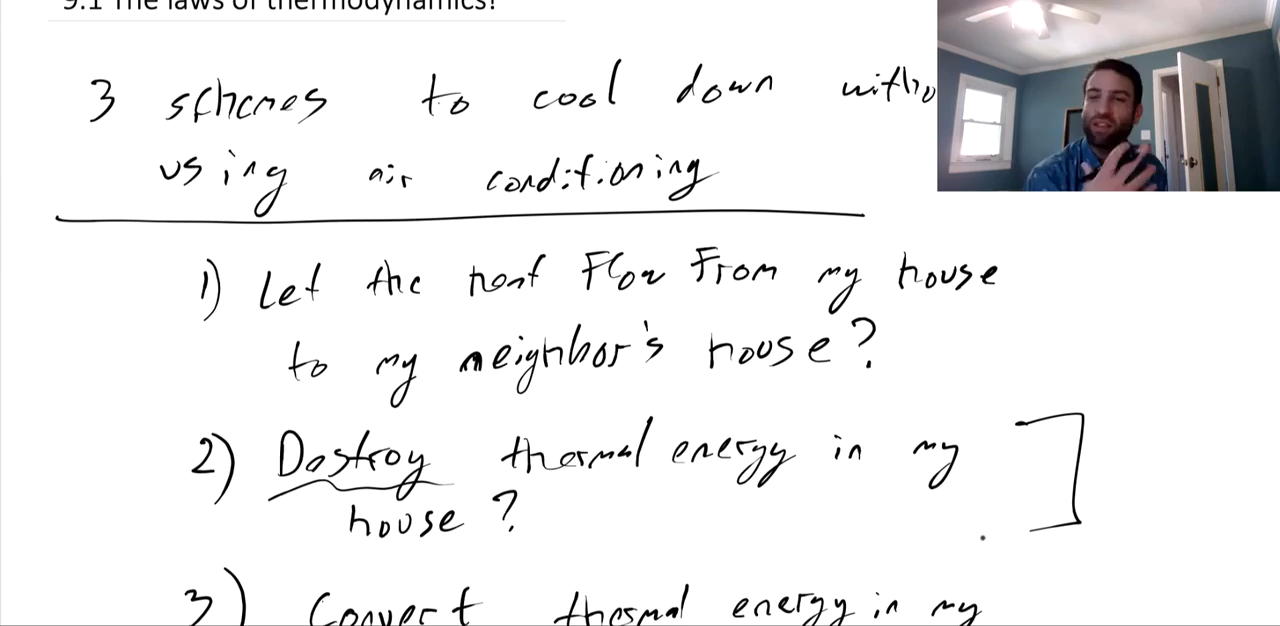 9.1 The laws of thermodynamics!
3 schemes to cool down witho
using air conditioning
1) Let the heat Flow From my house
to my neighbor's house?
2) Destroy thermal energy in my
house?
3) Convert thermal energy in my